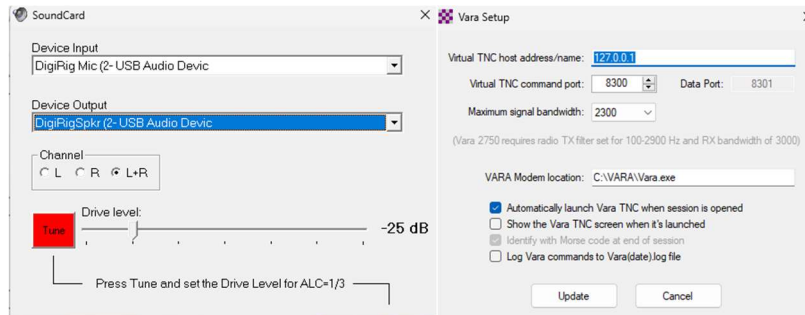 SoundCard
Device Input
DigiRig Mic (2- USB Audio Devic
Device Output
DigiRigSpkr (2- USB Audio Devic
Channel
L R L+R
Drive level:
Tune
-25 dB
Press Tune and set the Drive Level for ALC=1/3
Vara Setup
Virtual TNC host address/name: 127.0.0.1
Virtual TNC command port: 8300 Data Port: 8301
Maximum signal bandwidth: 2300
(Vara 2750 requires radio TX filter set for 100-2900 Hz and RX bandwidth of 3000)
VARA Modem location: C:\VARA\Vara.exe
Automatically launch Vara TNC when session is opened
Show the Vara TNC screen when it's launched
Identify with Morse code at end of session
Log Vara commands to Vara(date).log file
Update Cancel